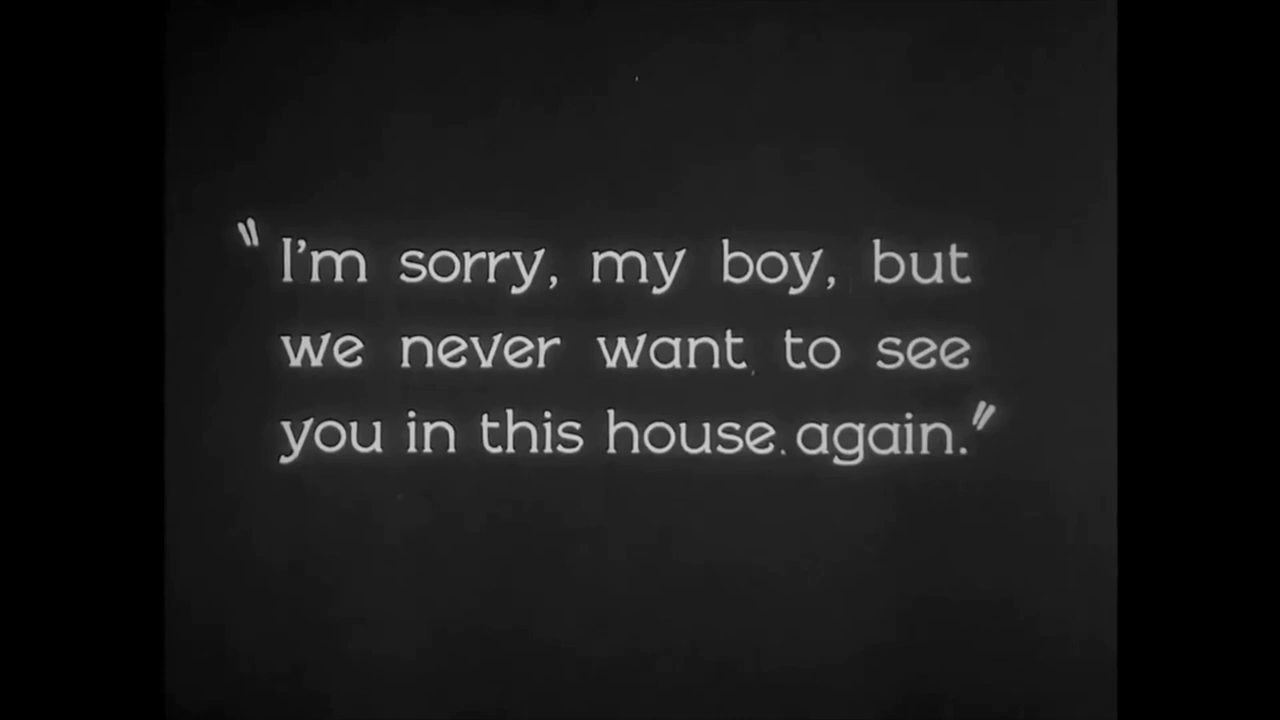 "I'm sorry, my boy, but
we never want to see
you in this house again."